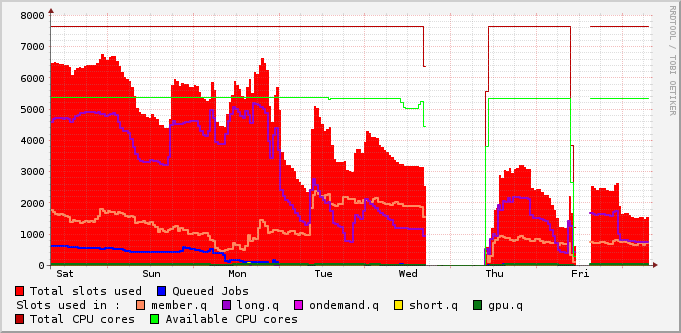 8000
7000
6000
5000
4000
3000
2000
1000
0
Sat Sun Mon Tue Wed Thu Fri
RRDTOOL / TOBI OETIKER
Total slots used Queued Jobs
Slots used in : member.q long.q ondemand.q short.q gpu.q
Total CPU cores Available CPU cores